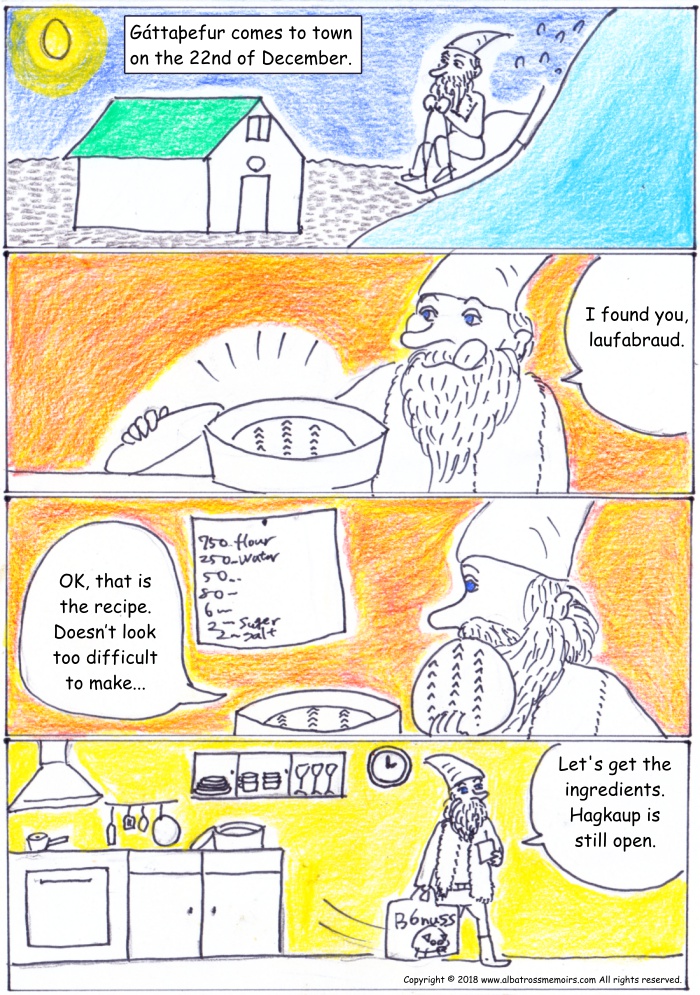 Gáttaþefur comes to town
on the 22nd of December.
I found you,
laufabraud.
OK, that is
the recipe.
Doesn't look
too difficult
to make...
750-flour
250-water
50--
80-
6-
2-suger
2-salt
Let's get the
ingredients.
Hagkaup is
still open.
Bónuss
Copyright © 2018 www.albatrossmemoirs.com All rights reserved.